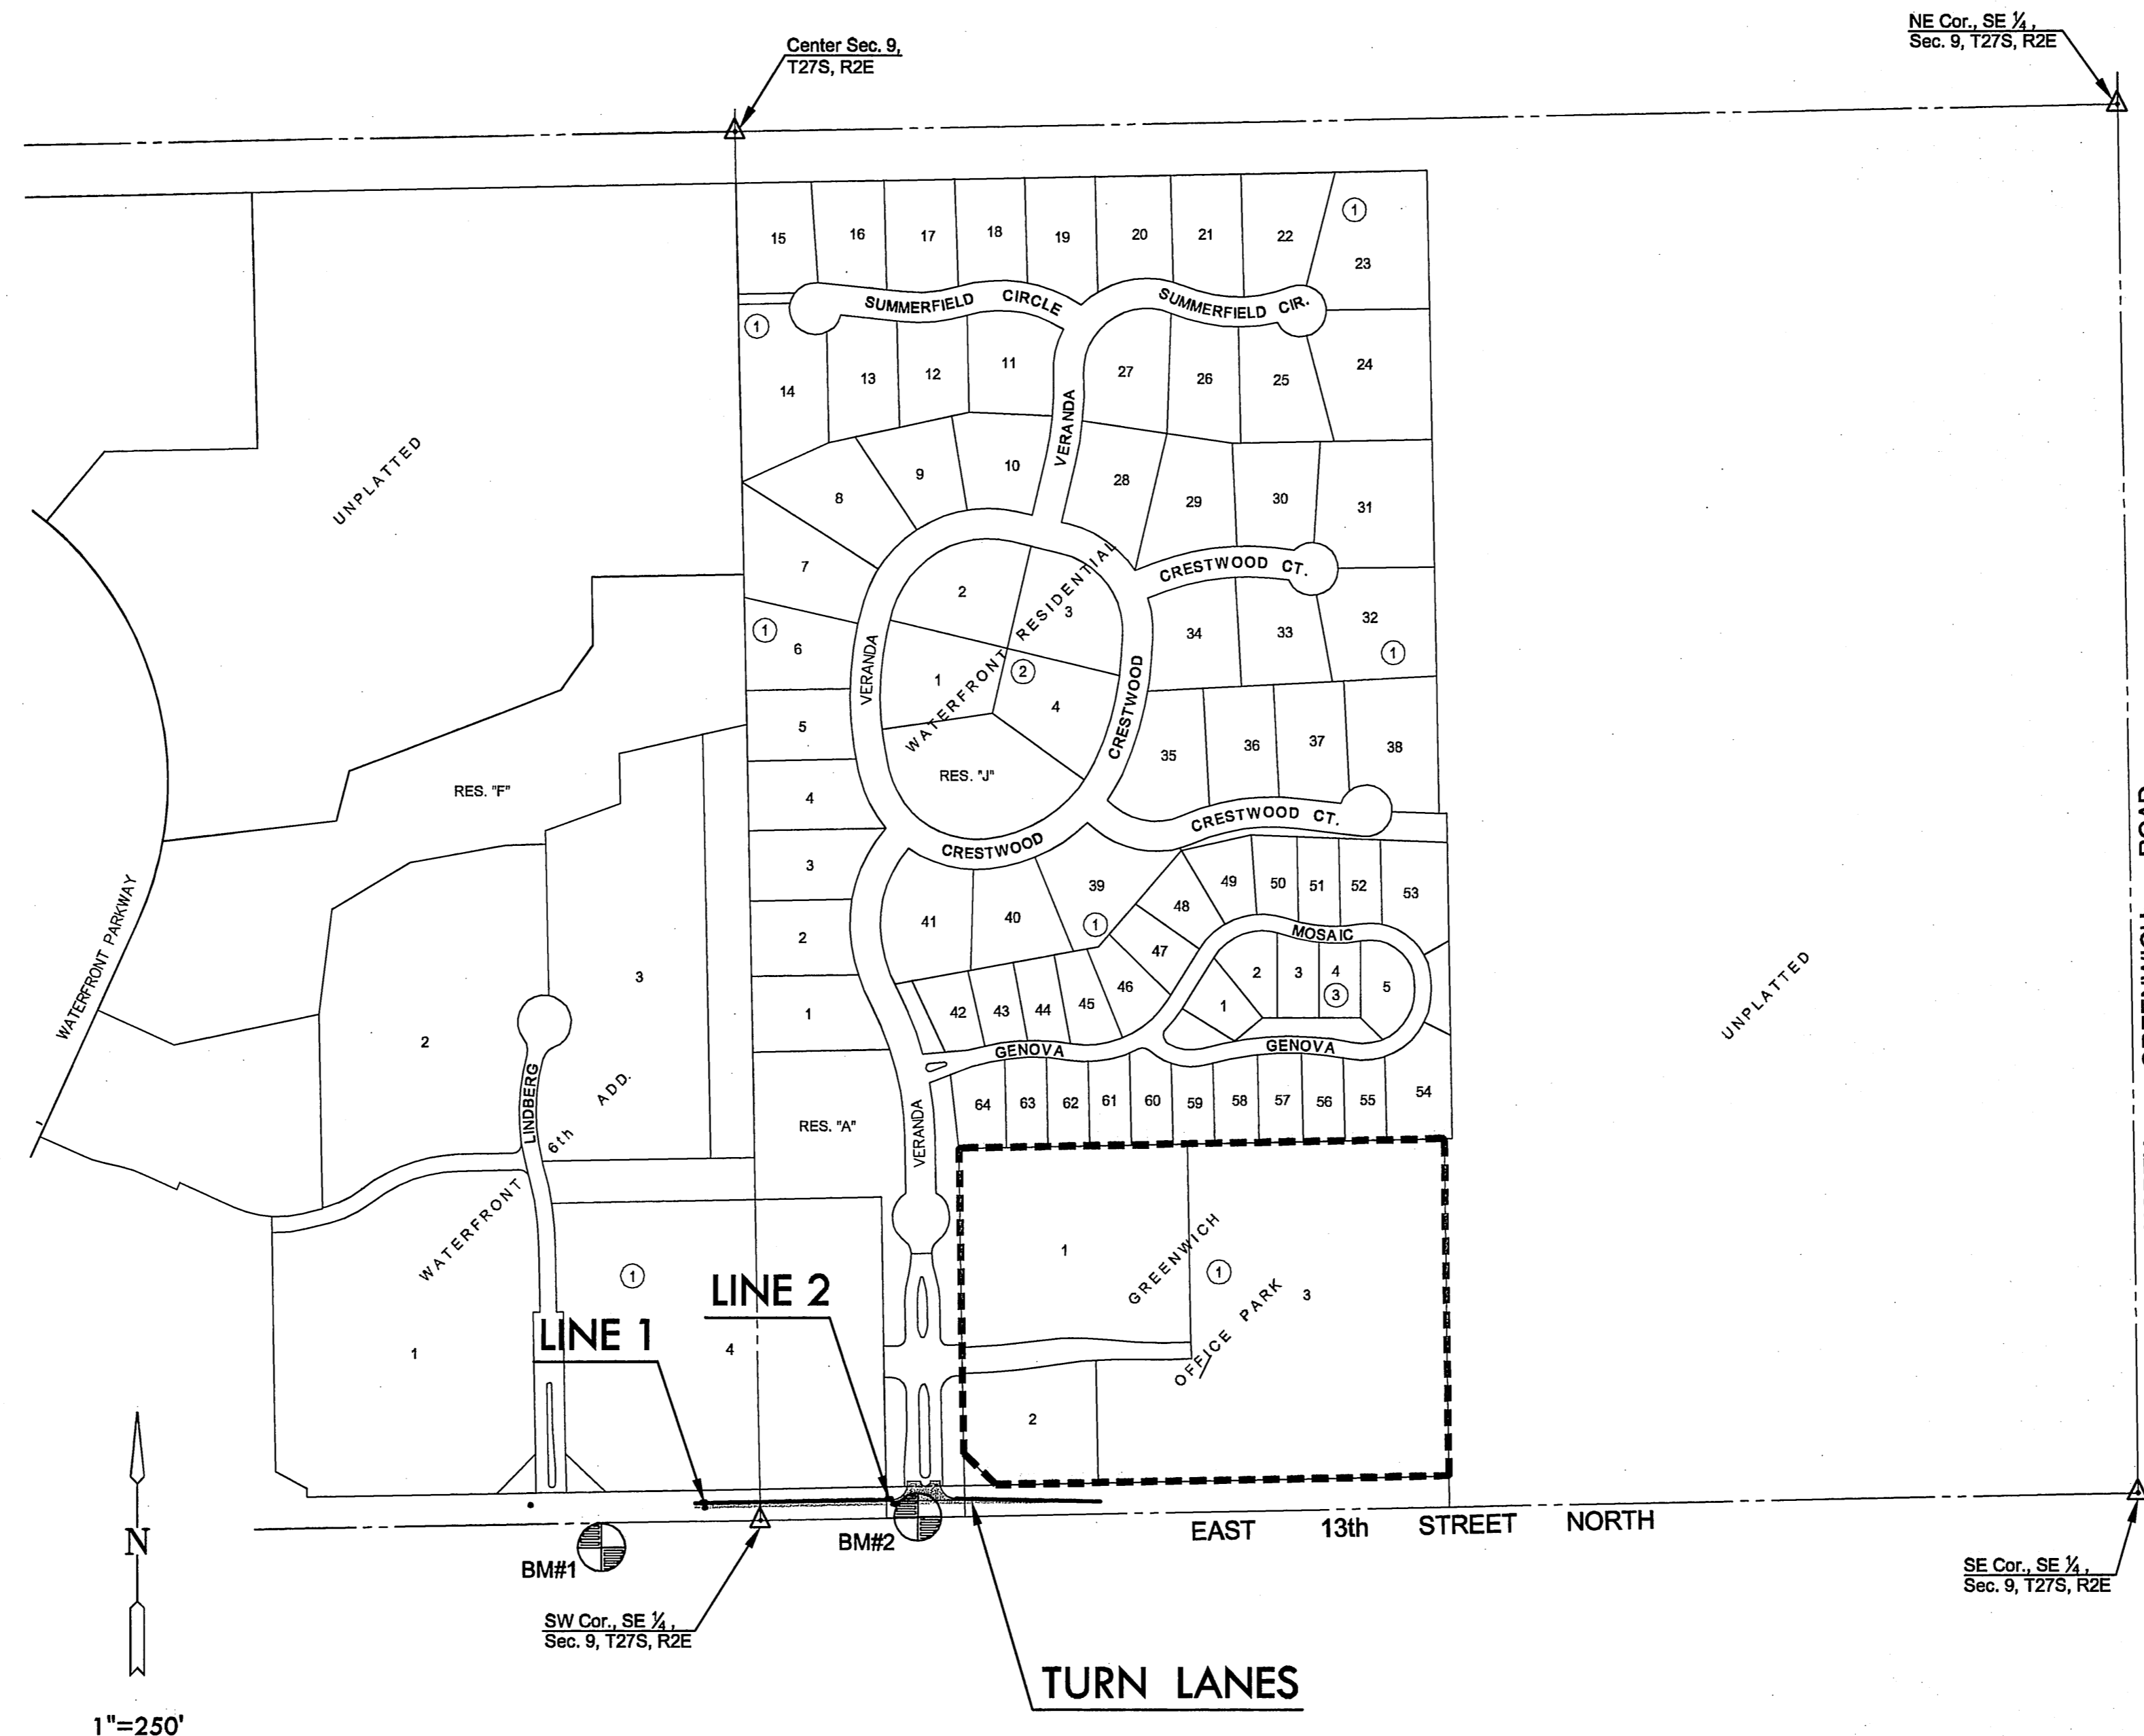 Center Sec. 9,
T27S, R2E
NE Cor., SE ¼,
Sec. 9, T27S, R2E
15
16
17
18
19
20
21
22
1
23
SUMMERFIELD CIRCLE
SUMMERFIELD CIR.
1
14
13
12
11
27
26
25
24
VERANDA
UNPLATTED
8
9
10
28
29
30
31
7
CRESTWOOD CT.
2
3
WATERFRONT RESIDENTIAL
1
6
VERANDA
1
2
4
CRESTWOOD
34
33
32
1
5
RES. "J"
35
36
37
38
RES. "F"
4
CRESTWOOD CT.
CRESTWOOD
3
39
1
40
41
2
48
49
50
51
52
53
47
MOSAIC
WATERFRONT PARKWAY
3
46
2
3
4
3
5
1
UNPLATTED
ROAD
GREENWICH
1
42
43
44
45
2
GENOVA
GENOVA
LINDBERG
WATERFRONT
6th
ADD.
RES. "A"
VERANDA
64
63
62
61
60
59
58
57
56
55
54
1
GREENWICH
OFFICE PARK
1
3
1
LINE 2
LINE 1
1
4
2
N
1"=250'
BM#1
BM#2
EAST 13th STREET NORTH
SW Cor., SE ¼,
Sec. 9, T27S, R2E
SE Cor., SE ¼,
Sec. 9, T27S, R2E
TURN LANES